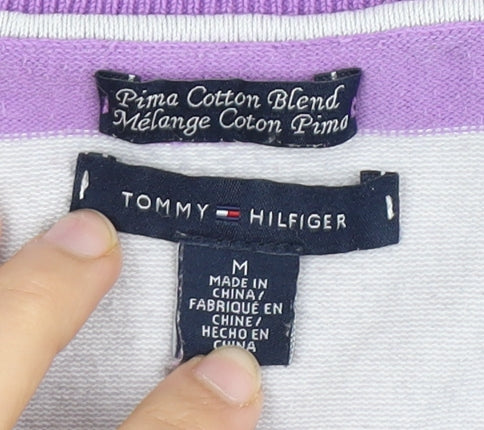 Pima Cotton Blend
Mélange Coton Pima
TOMMY HILFIGER
M
MADE IN
CHINA/
FABRIQUÉ EN
CHINE/
HECHO EN
CHINA